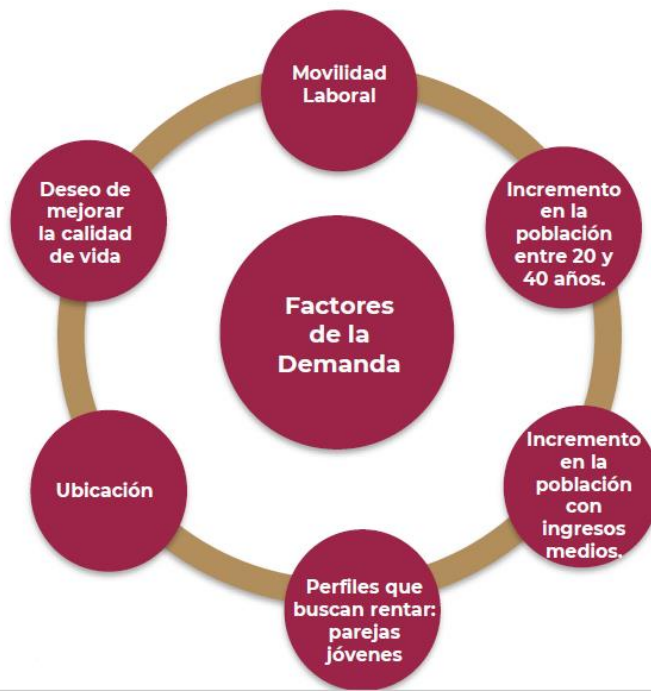 Movilidad
Laboral
Incremento
en la
población
entre 20 y
40 años.
Incremento
en la
población
con
ingresos
medios.
Perfiles que
buscan rentar:
parejas
jóvenes
Ubicación
Deseo de
mejorar
la calidad
de vida
Factores
de la
Demanda